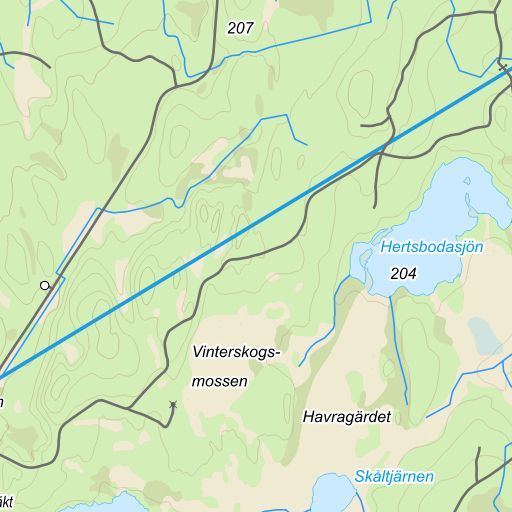 207
Hertsbodasjön
204
Vinterskogs-
mossen
Havragärdet
Skåltjärnen